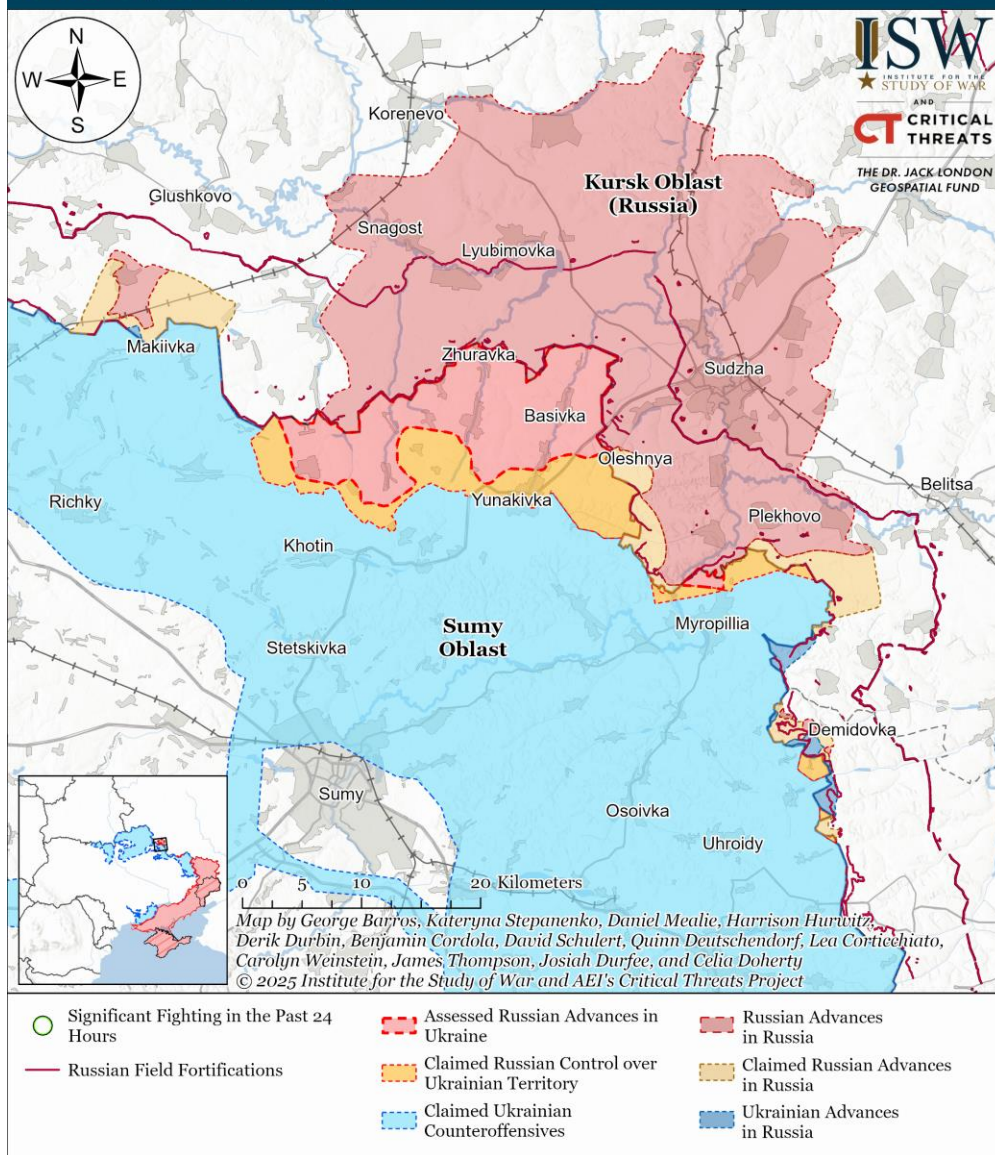 N
W
E
S
ISW
INSTITUTE FOR THE
STUDY OF WAR
AND
CT CRITICAL
THREATS
THE DR. JACK LONDON
GEOSPATIAL FUND
Korenevo
Kursk Oblast
(Russia)
Glushkovo
Snagost
Lyubimovka
Makiivka
Zhuravka
Sudzha
Basivka
Oleshnya
Belitsa
Richky
Yunakivka
Plekhovo
Khotin
Myropillia
Sumy
Oblast
Stetskivka
Demidovka
Sumy
Osoivka
Uhroidy
0 5 10 20 Kilometers
Map by George Barros, Kateryna Stepanenko, Daniel Mealie, Harrison Hurwitz,
Derik Durbin, Benjamin Cordola, David Schulert, Quinn Deutschendorf, Lea Corticchiato,
Carolyn Weinstein, James Thompson, Josiah Durfee, and Celia Doherty
© 2025 Institute for the Study of War and AEI's Critical Threats Project
Significant Fighting in the Past 24
Hours
Russian Field Fortifications
Assessed Russian Advances in
Ukraine
Claimed Russian Control over
Ukrainian Territory
Claimed Ukrainian
Counteroffensives
Russian Advances
in Russia
Claimed Russian Advances
in Russia
Ukrainian Advances
in Russia